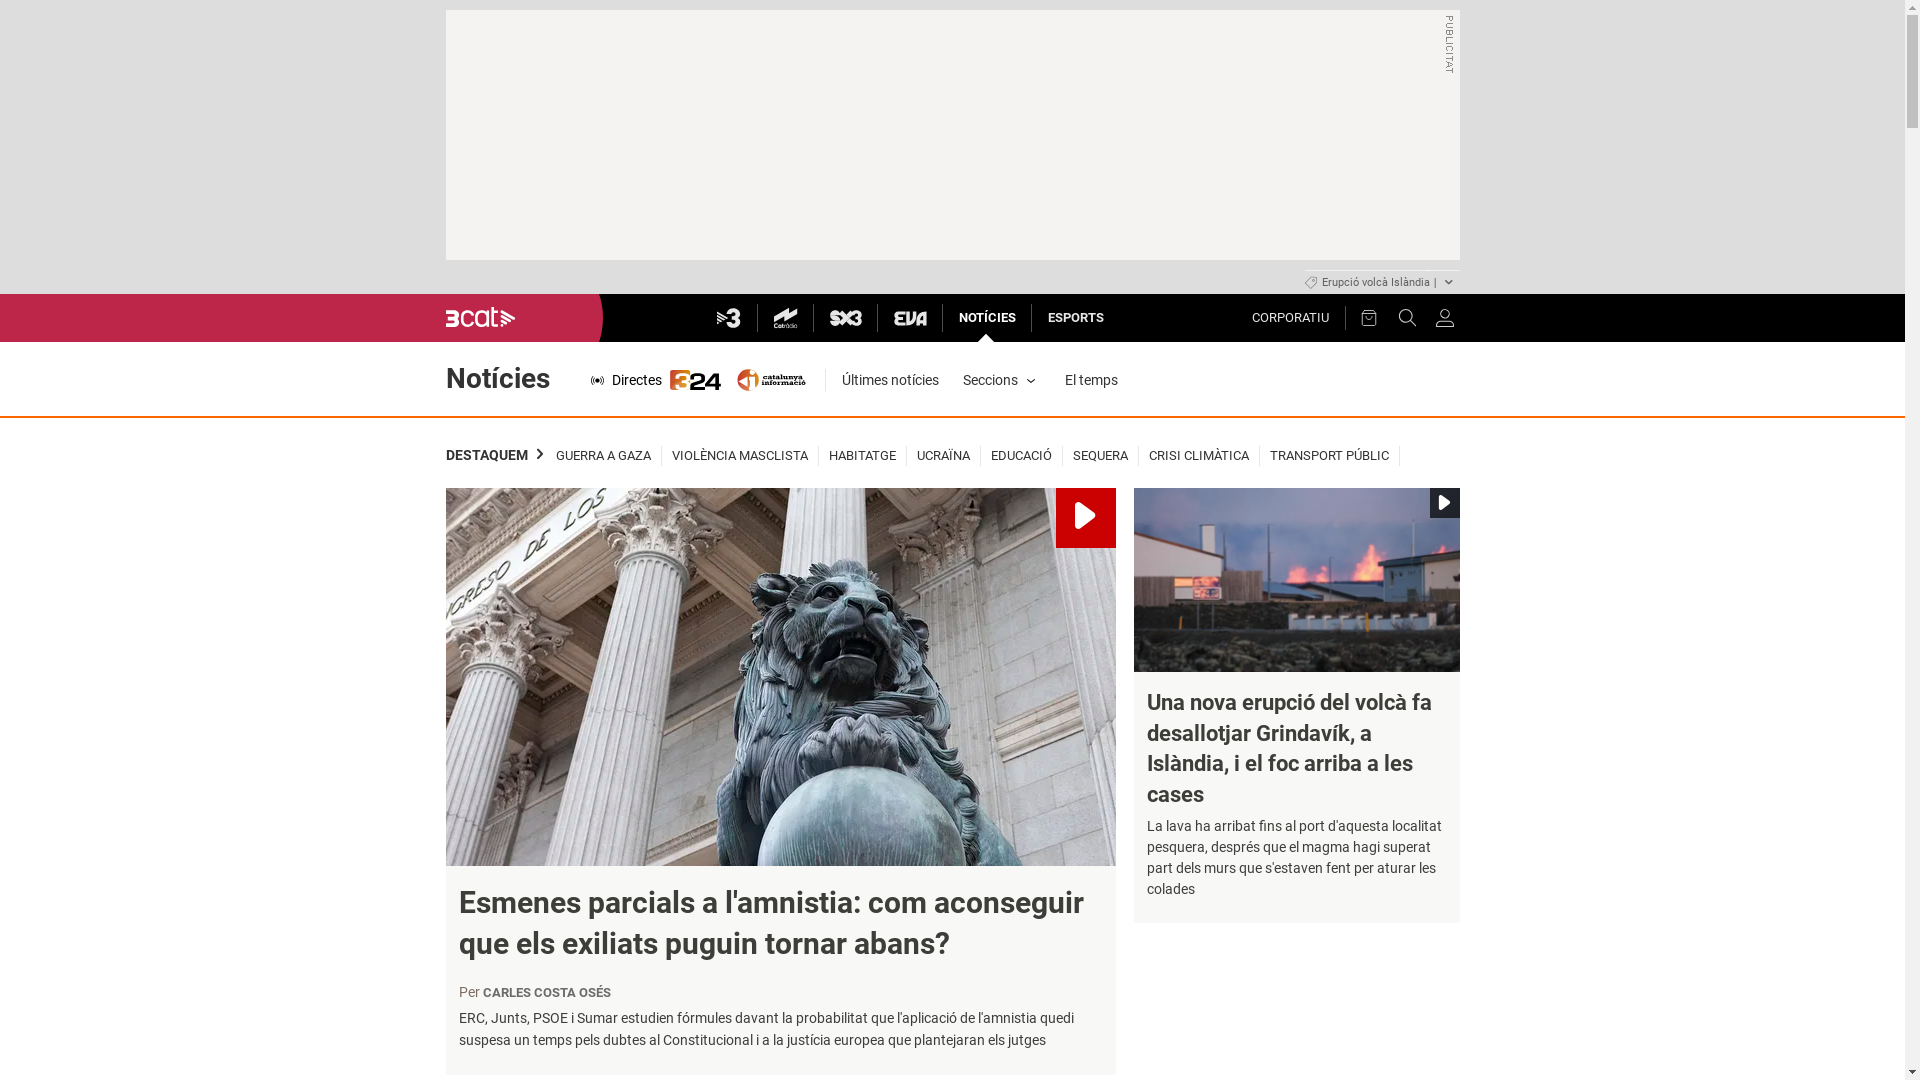 PUBLICITAT
Erupció volcà Islàndia |
3cat
3
Catràdio
SX3
EVA
NOTÍCIES
ESPORTS
CORPORATIU
Notícies
Directes
324
catalunya
informació
Últimes notícies
Seccions
El temps
DESTAQUEM
GUERRA A GAZA
VIOLÈNCIA MASCLISTA
HABITATGE
UCRAÏNA
EDUCACIÓ
SEQUERA
CRISI CLIMÀTICA
TRANSPORT PÚBLIC
NGRESO DE LOS
Esmenes parcials a l'amnistia: com aconseguir
que els exiliats puguin tornar abans?
Per CARLES COSTA OSÉS
ERC, Junts, PSOE i Sumar estudien fórmules davant la probabilitat que l'aplicació de l'amnistia quedi
suspesa un temps pels dubtes al Constitucional i a la justícia europea que plantejaran els jutges
Una nova erupció del volcà fa
desallotjar Grindavík, a
Islàndia, i el foc arriba a les
cases
La lava ha arribat fins al port d'aquesta localitat
pesquera, després que el magma hagi superat
part dels murs que s'estaven fent per aturar les
colades